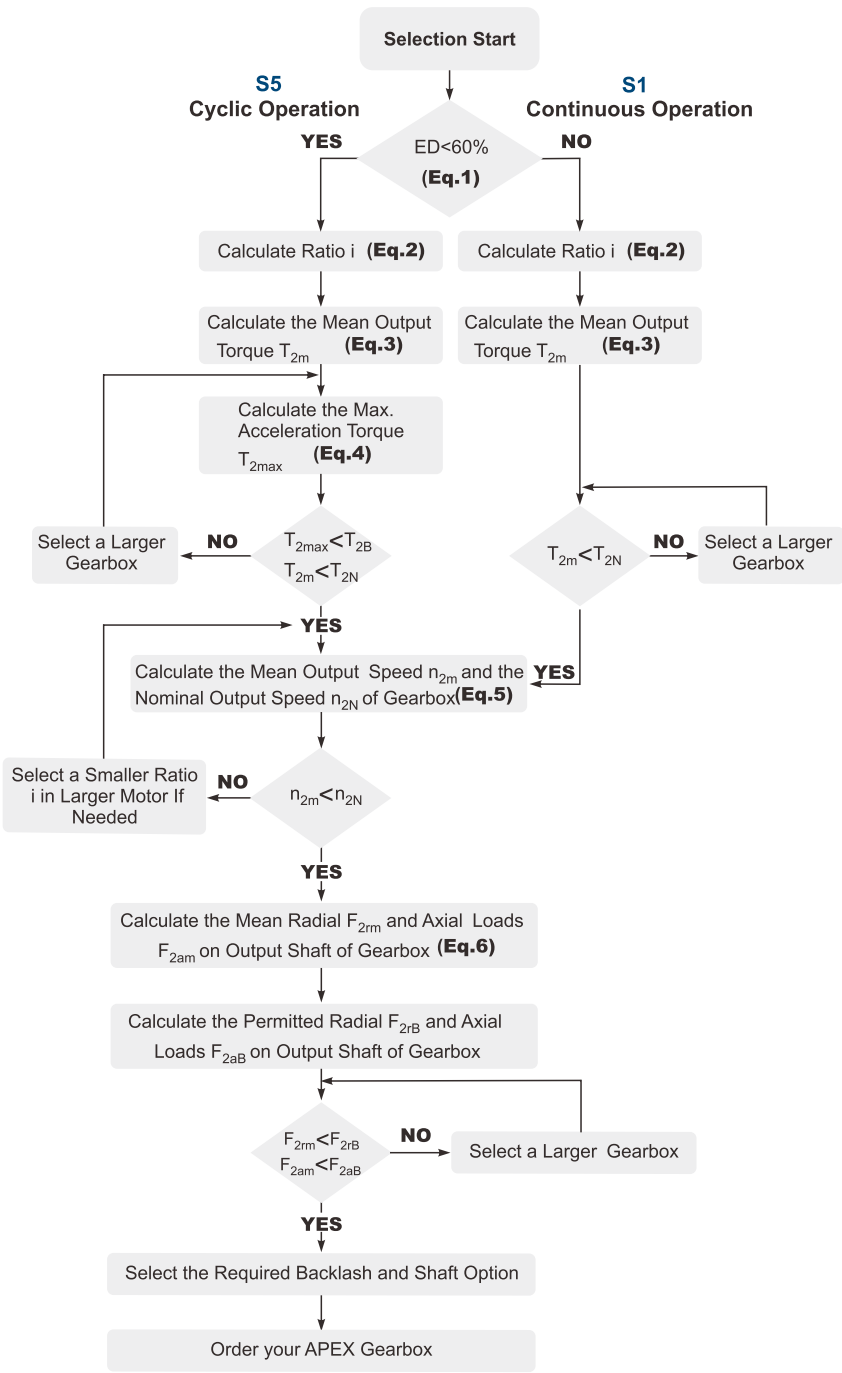 Selection Start
S5
Cyclic Operation
S1
Continuous Operation
YES
ED<60%
(Eq.1)
NO
Calculate Ratio i (Eq.2)
Calculate Ratio i (Eq.2)
Calculate the Mean Output
Torque T2m (Eq.3)
Calculate the Mean Output
Torque T2m (Eq.3)
Calculate the Max.
Acceleration Torque
T2max (Eq.4)
Select a Larger
Gearbox
NO
T2max<T2B
T2m<T2N
T2m<T2N
NO
Select a Larger
Gearbox
YES
Calculate the Mean Output Speed n2m and the
Nominal Output Speed n2N of Gearbox(Eq.5)
YES
Select a Smaller Ratio
i in Larger Motor If
Needed
NO
n2m<n2N
YES
Calculate the Mean Radial F2rm and Axial Loads
F2am on Output Shaft of Gearbox (Eq.6)
Calculate the Permitted Radial F2rB and Axial
Loads F2aB on Output Shaft of Gearbox
F2rm<F2rB
F2am<F2aB
NO
Select a Larger Gearbox
YES
Select the Required Backlash and Shaft Option
Order your APEX Gearbox